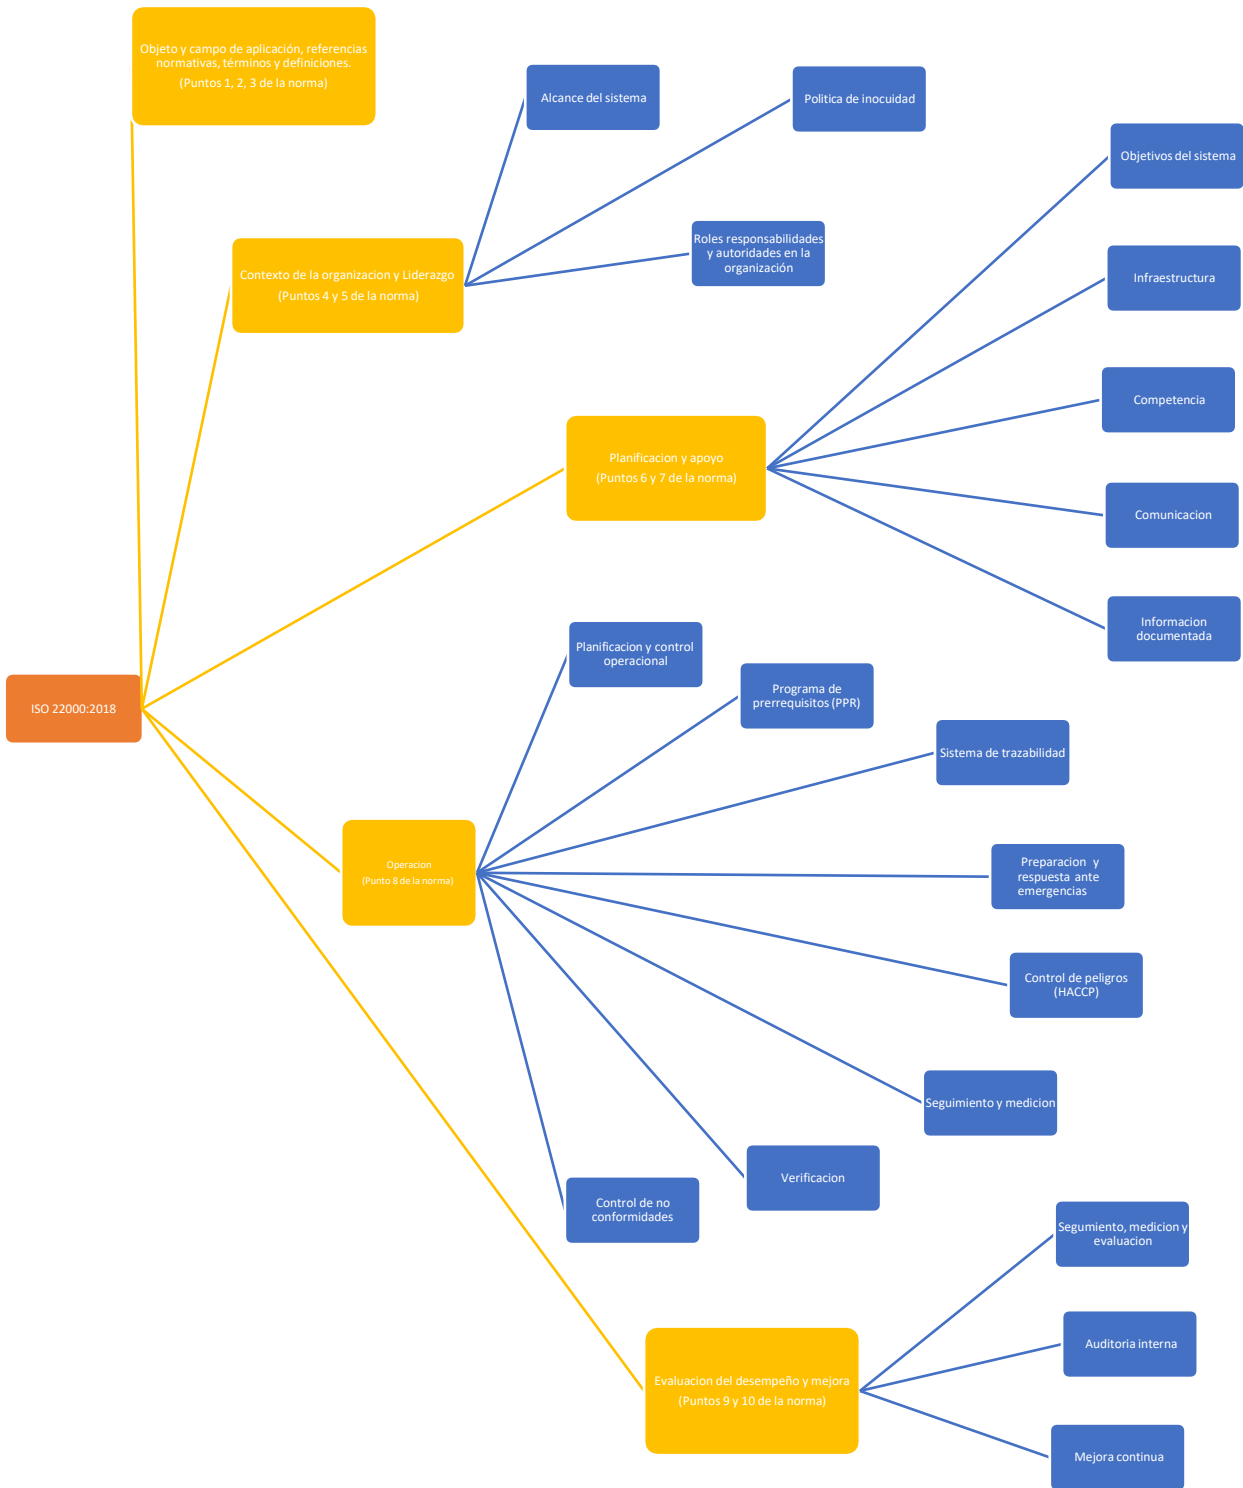 Objeto y campo de aplicación, referencias
normativas, términos y definiciones.
(Puntos 1, 2, 3 de la norma)
Alcance del sistema
Politica de inocuidad
Objetivos del sistema
Roles responsabilidades
y autoridades en la
organización
Contexto de la organizacion y Liderazgo
(Puntos 4 y 5 de la norma)
Infraestructura
Competencia
Planificacion y apoyo
(Puntos 6 y 7 de la norma)
Comunicacion
Informacion
documentada
Planificacion y control
operacional
Programa de
prerrequisitos (PPR)
ISO 22000:2018
Sistema de trazabilidad
Operacion
(Punto 8 de la norma)
Preparacion y
respuesta ante
emergencias
Control de peligros
(HACCP)
Seguimiento y medicion
Verificacion
Control de no
conformidades
Segumiento, medicion y
evaluacion
Auditoria interna
Evaluacion del desempeño y mejora
(Puntos 9 y 10 de la norma)
Mejora continua